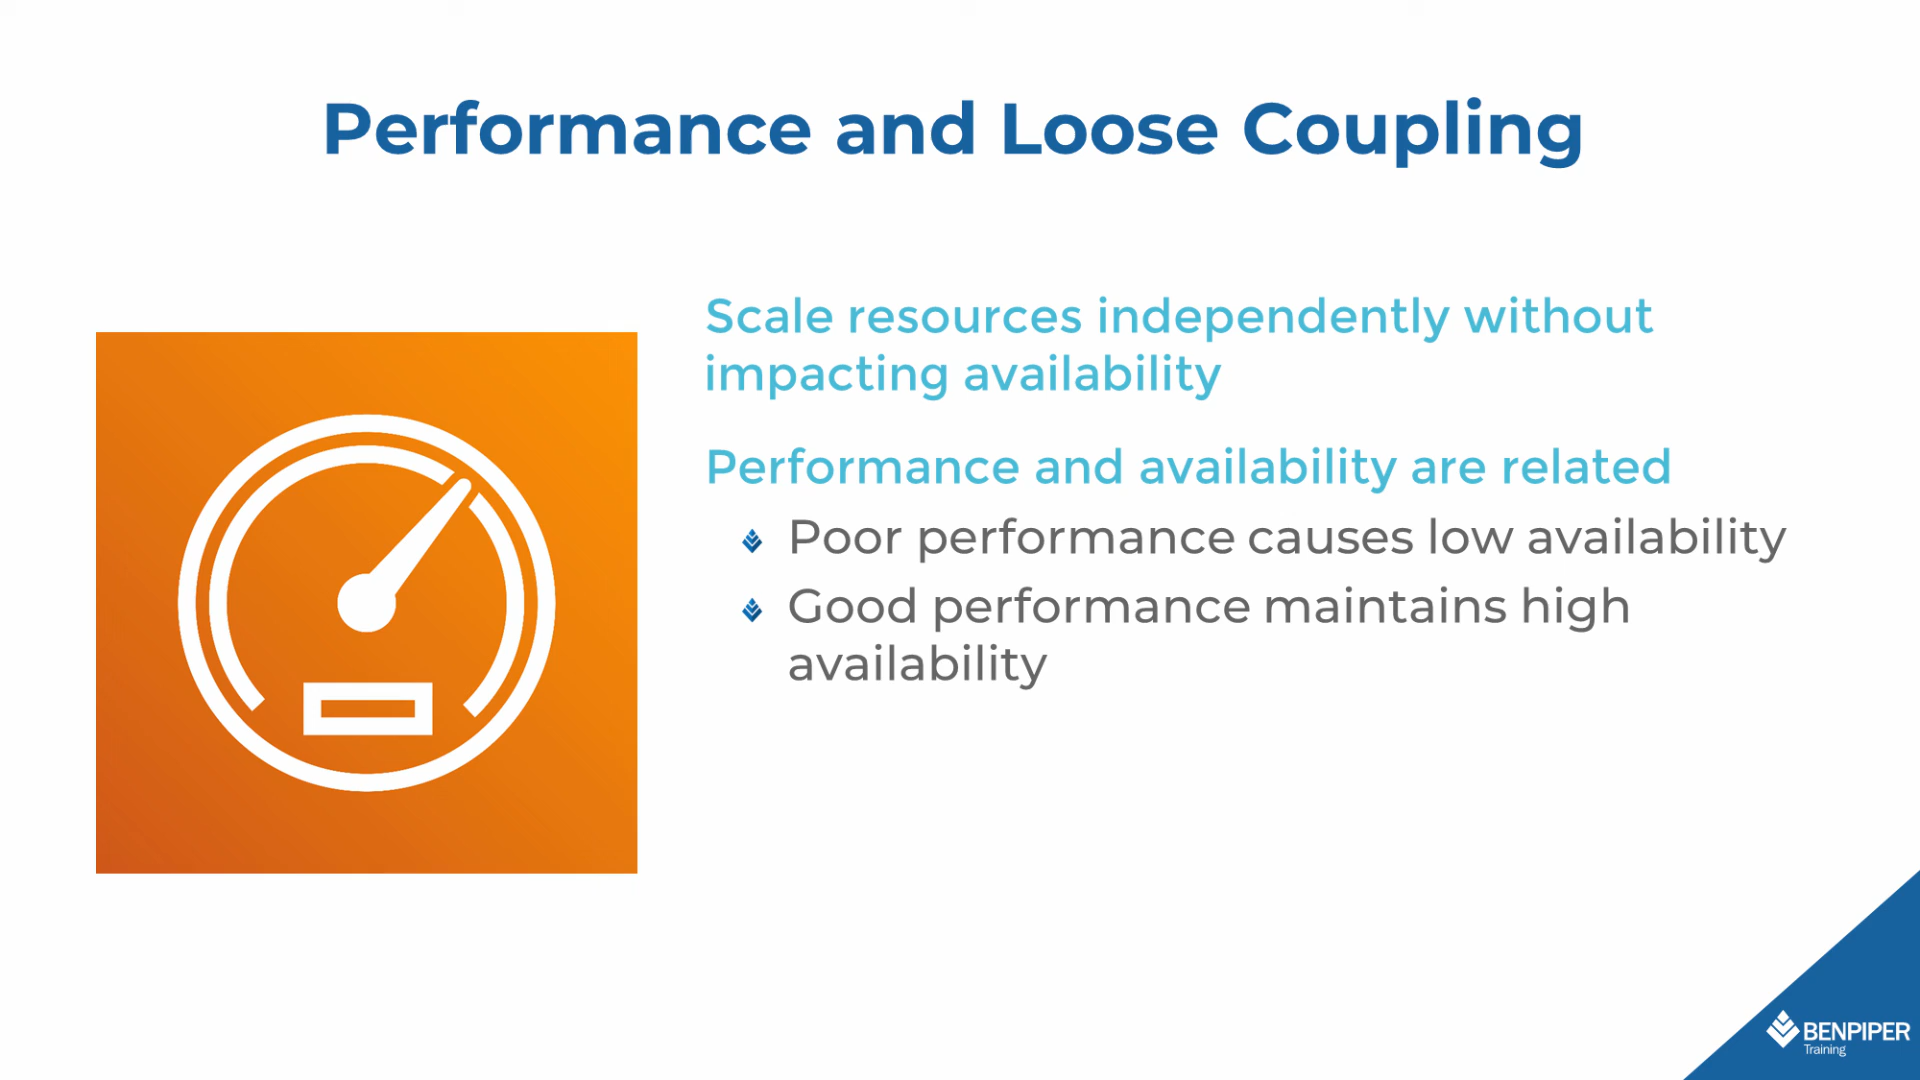 Performance and Loose Coupling
Scale resources independently without
impacting availability
Performance and availability are related
Poor performance causes low availability
Good performance maintains high
availability
BENPIPER
Training